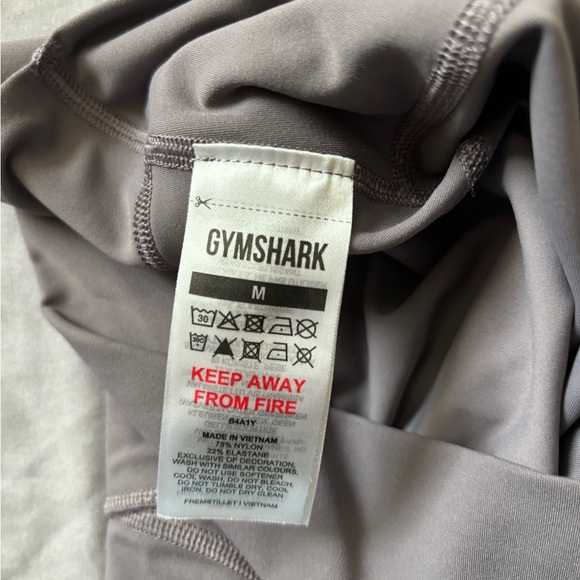 GYMSHARK
M
30
30C
KEEP AWAY
FROM FIRE
B4A1Y
MADE IN VIETNAM
78% NYLON
22% ELASTANE
EXCLUSIVE OF DECORATION,
WASH WITH SIMILAR COLOURS,
DO NOT USE SOFTENER
COOL WASH, DO NOT BLEACH,
DO NOT TUMBLE DRY, COOL
IRON, DO NOT DRY CLEAN
FREMSTILLET I VIETNAM